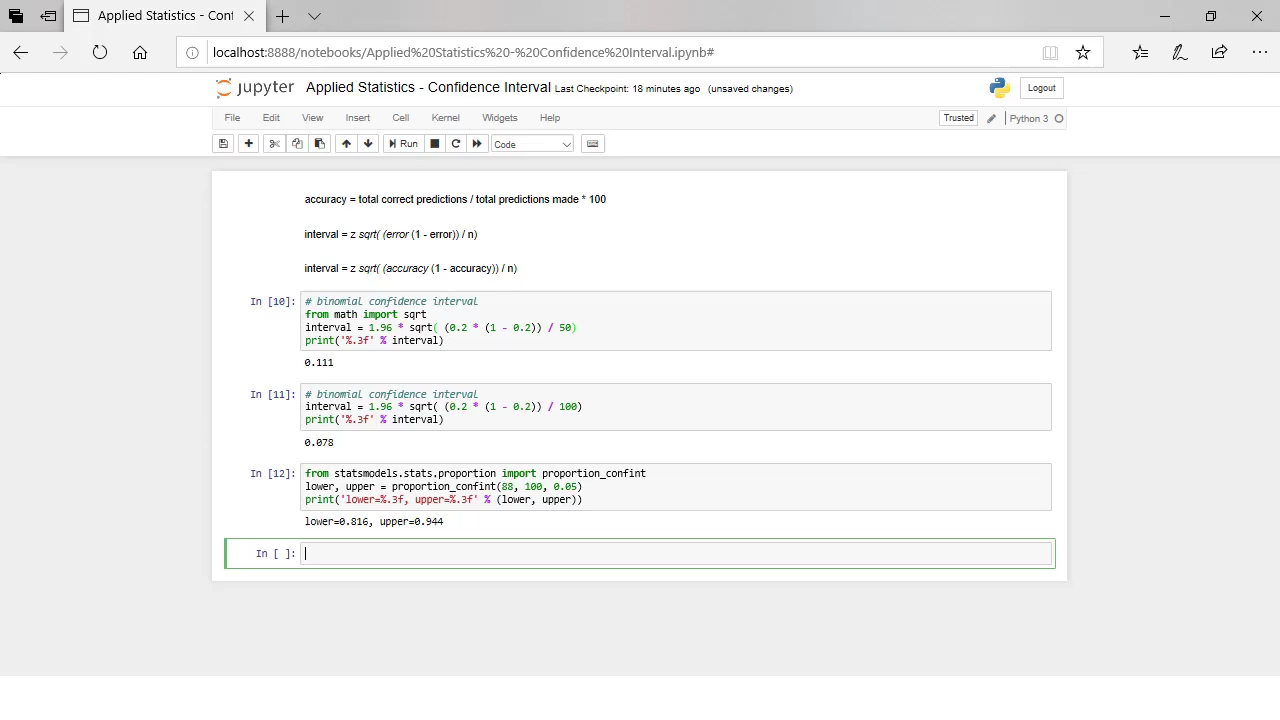 Applied Statistics - Conf
localhost:8888/notebooks/Applied%20Statistics%20-%20Confidence%20Interval.ipynb#
jupyter Applied Statistics - Confidence Interval Last Checkpoint: 18 minutes ago (unsaved changes) Logout
File Edit View Insert Cell Kernel Widgets Help Trusted Python 3
Run Code
accuracy = total correct predictions / total predictions made * 100
interval = z sqrt( (error (1 - error)) / n)
interval = z sqrt( (accuracy (1 - accuracy)) / n)
In [10]: # binomial confidence interval
from math import sqrt
interval = 1.96 * sqrt( (0.2 * (1 - 0.2)) / 50)
print('%.3f' % interval)
0.111
In [11]: # binomial confidence interval
interval = 1.96 * sqrt( (0.2 * (1 - 0.2)) / 100)
print('%.3f' % interval)
0.078
In [12]: from statsmodels.stats.proportion import proportion_confint
lower, upper = proportion_confint(88, 100, 0.05)
print('lower=%.3f, upper=%.3f' % (lower, upper))
lower=0.816, upper=0.944
In [ ]: